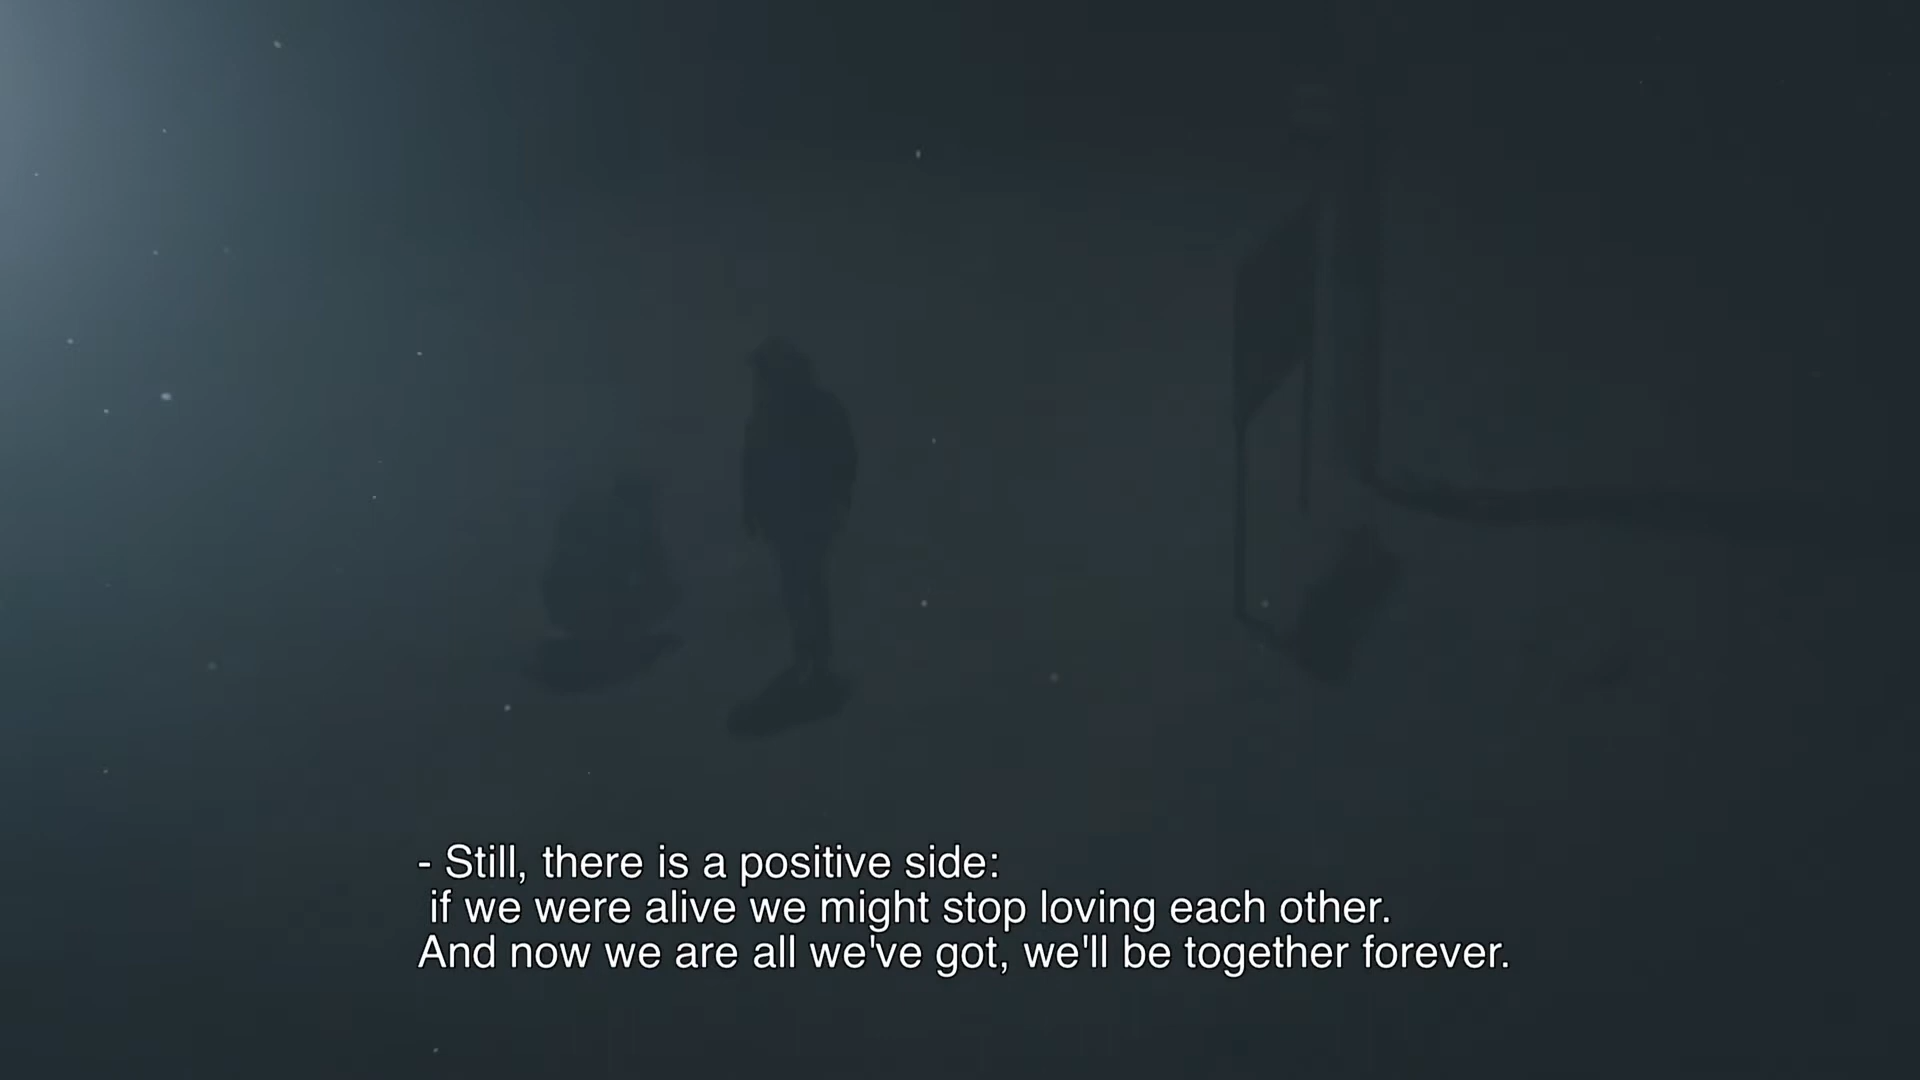 - Still, there is a positive side:
if we were alive we might stop loving each other.
And now we are all we've got, we'll be together forever.